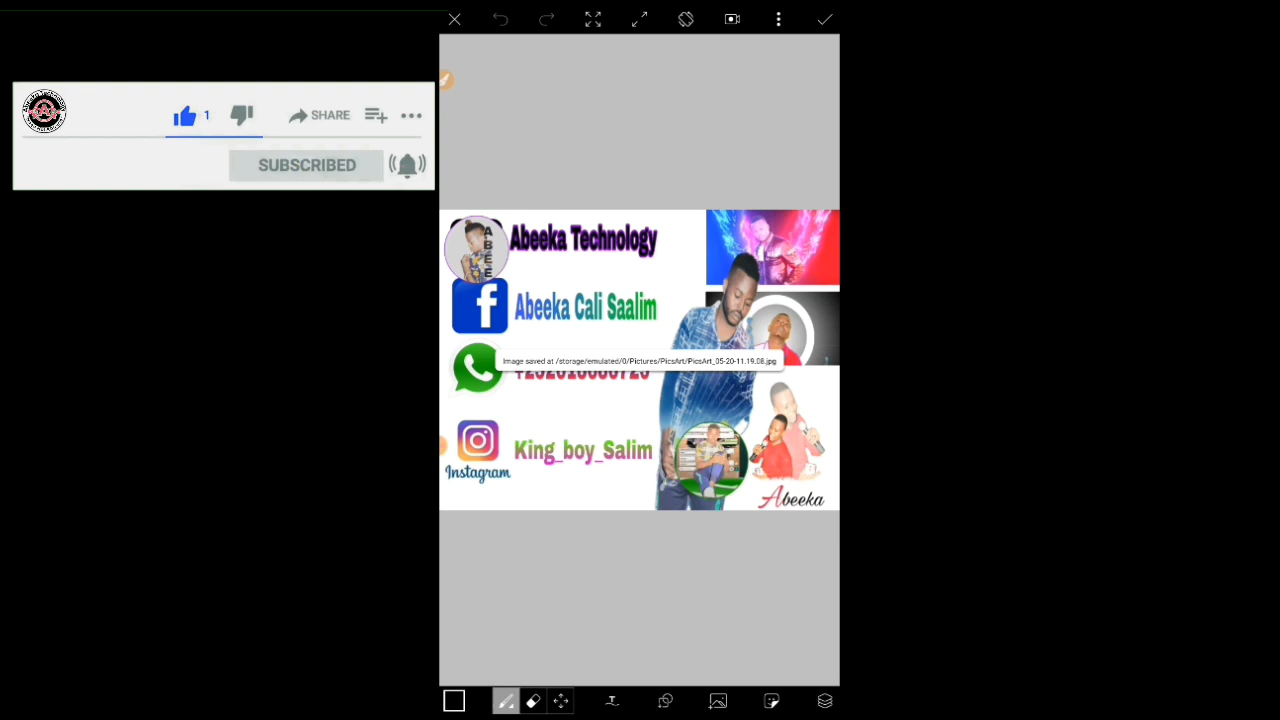 SHARE
1
SUBSCRIBED
Abeeka Technology
ABEE
Abeeka Cali Saalim
Image saved at /storage/emulated/0/Pictures/PicsArt/PicsArt_05-20-11.19.08.jpg
King_boy_Salim
Instagram
Abeeka